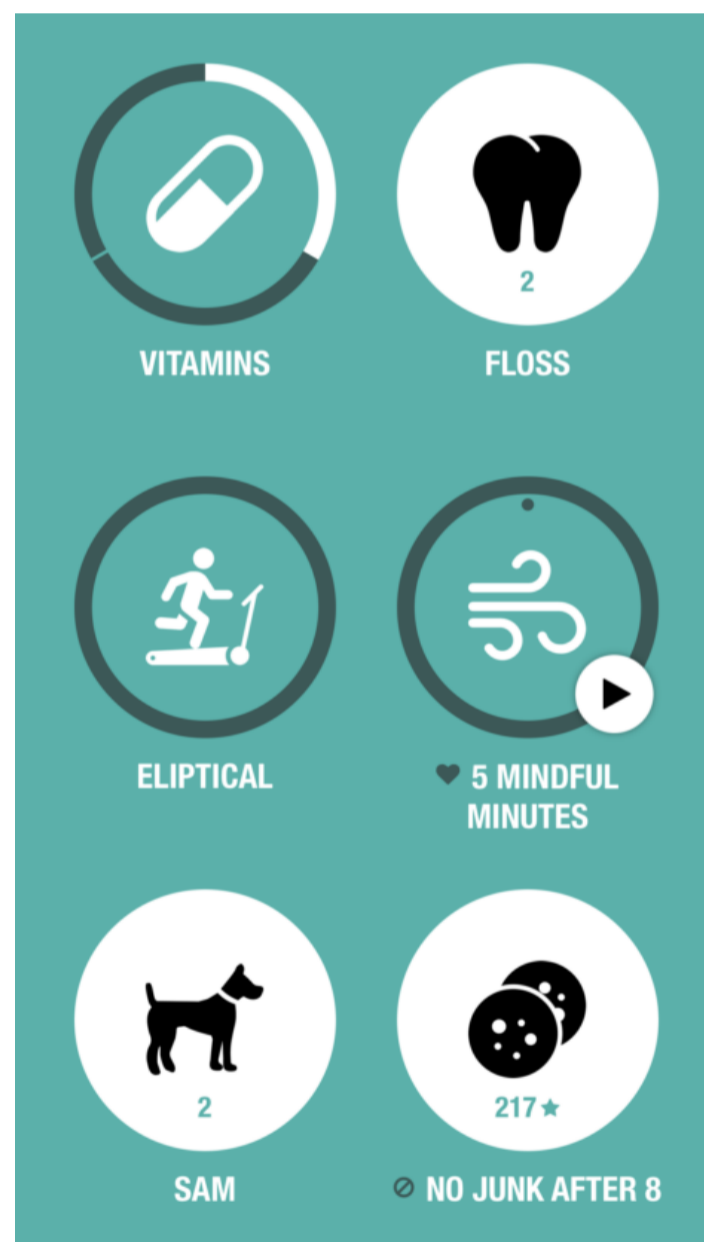 2
VITAMINS
FLOSS
ELIPTICAL
5 MINDFUL
MINUTES
2
217
SAM
NO JUNK AFTER 8